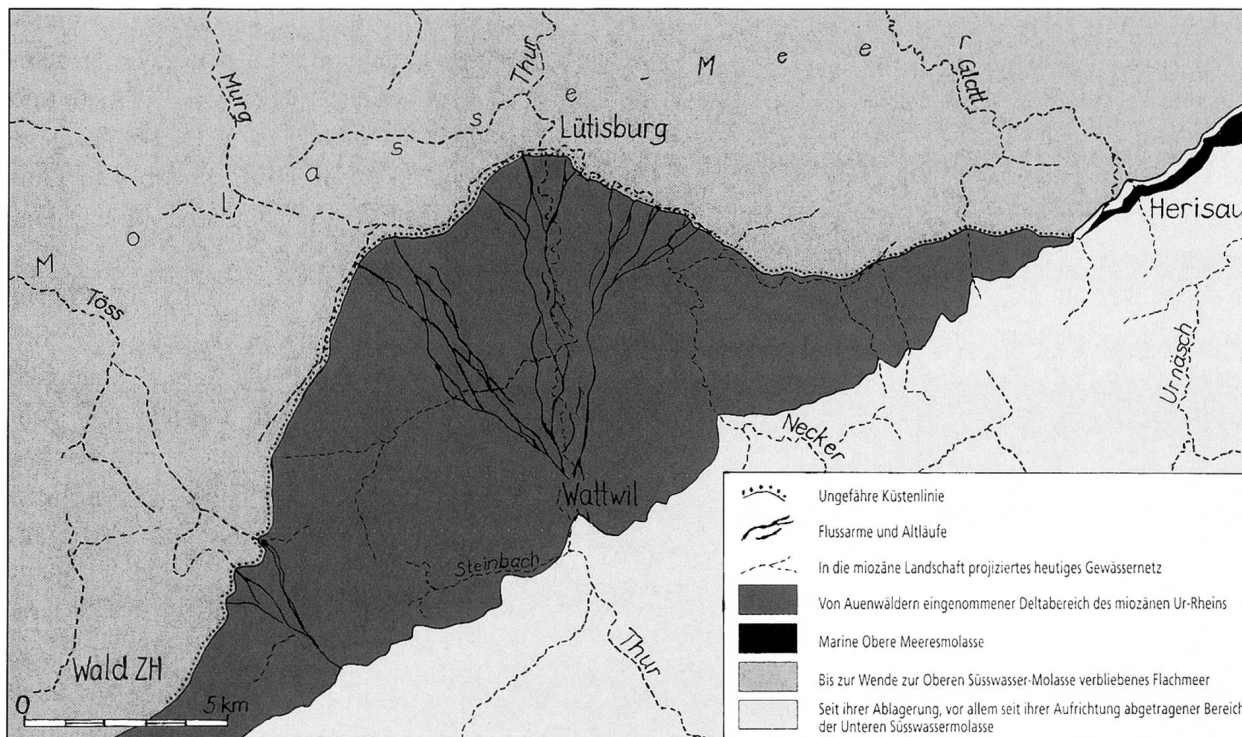 Molasse-Meer
Murg
Thur
Glatt
Lütisburg
Herisau
Töss
Urnäsch
Necker
Wattwil
Steinbach
Thur
Wald ZH
0 5 km
Ungefähre Küstenlinie
Flussarme und Altläufe
In die miozäne Landschaft projiziertes heutiges Gewässernetz
Von Auenwäldern eingenommener Deltabereich des miozänen Ur-Rheins
Marine Obere Meeresmolasse
Bis zur Wende zur Oberen Süsswasser-Molasse verbliebenes Flachmeer
Seit ihrer Ablagerung, vor allem seit ihrer Aufrichtung abgetragener Bereich
der Unteren Süsswassermolasse